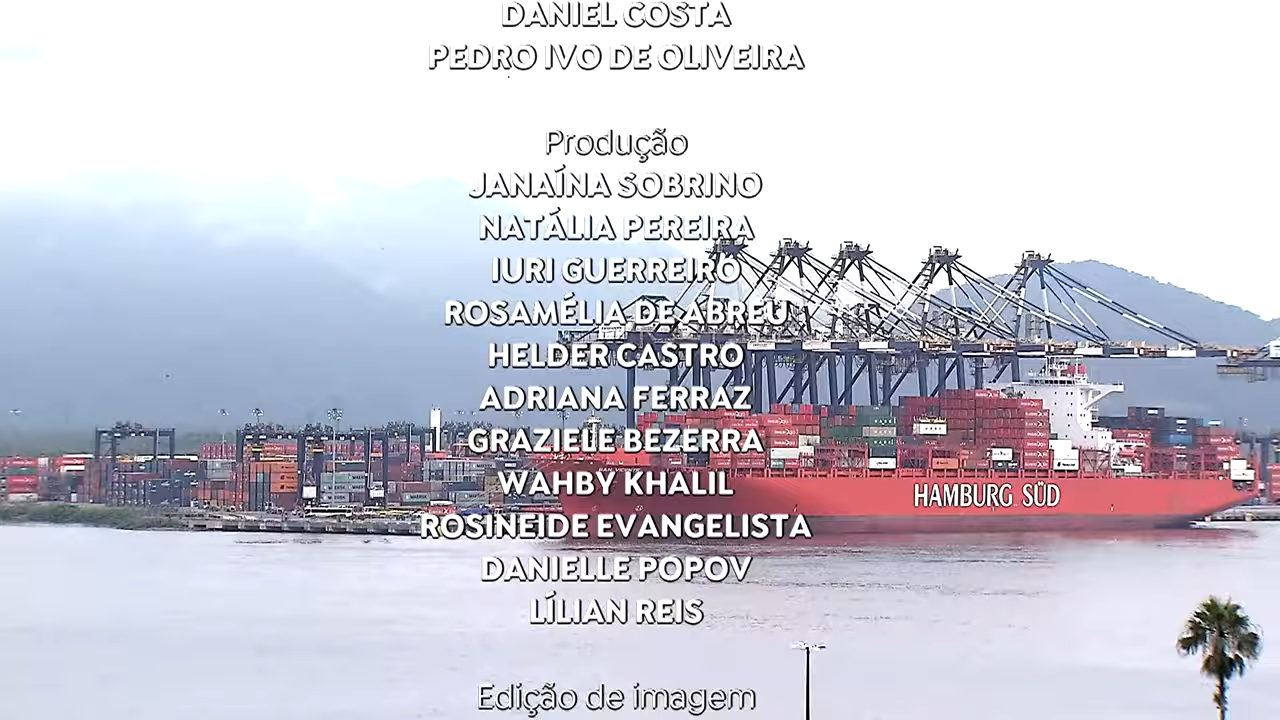 DANIEL COSTA
PEDRO IVO DE OLIVEIRA
Produção
JANAÍNA SOBRINO
NATÁLIA PEREIRA
IURI GUERREIRO
ROSAMÉLIA DE ABREU
HELDER CASTRO
ADRIANA FERRAZ
GRAZIELE BEZERRA
WAHBY KHALIL
HAMBURG SÜD
ROSINEIDE EVANGELISTA
DANIELLE POPOV
LÍLIAN REIS
Edição de imagem